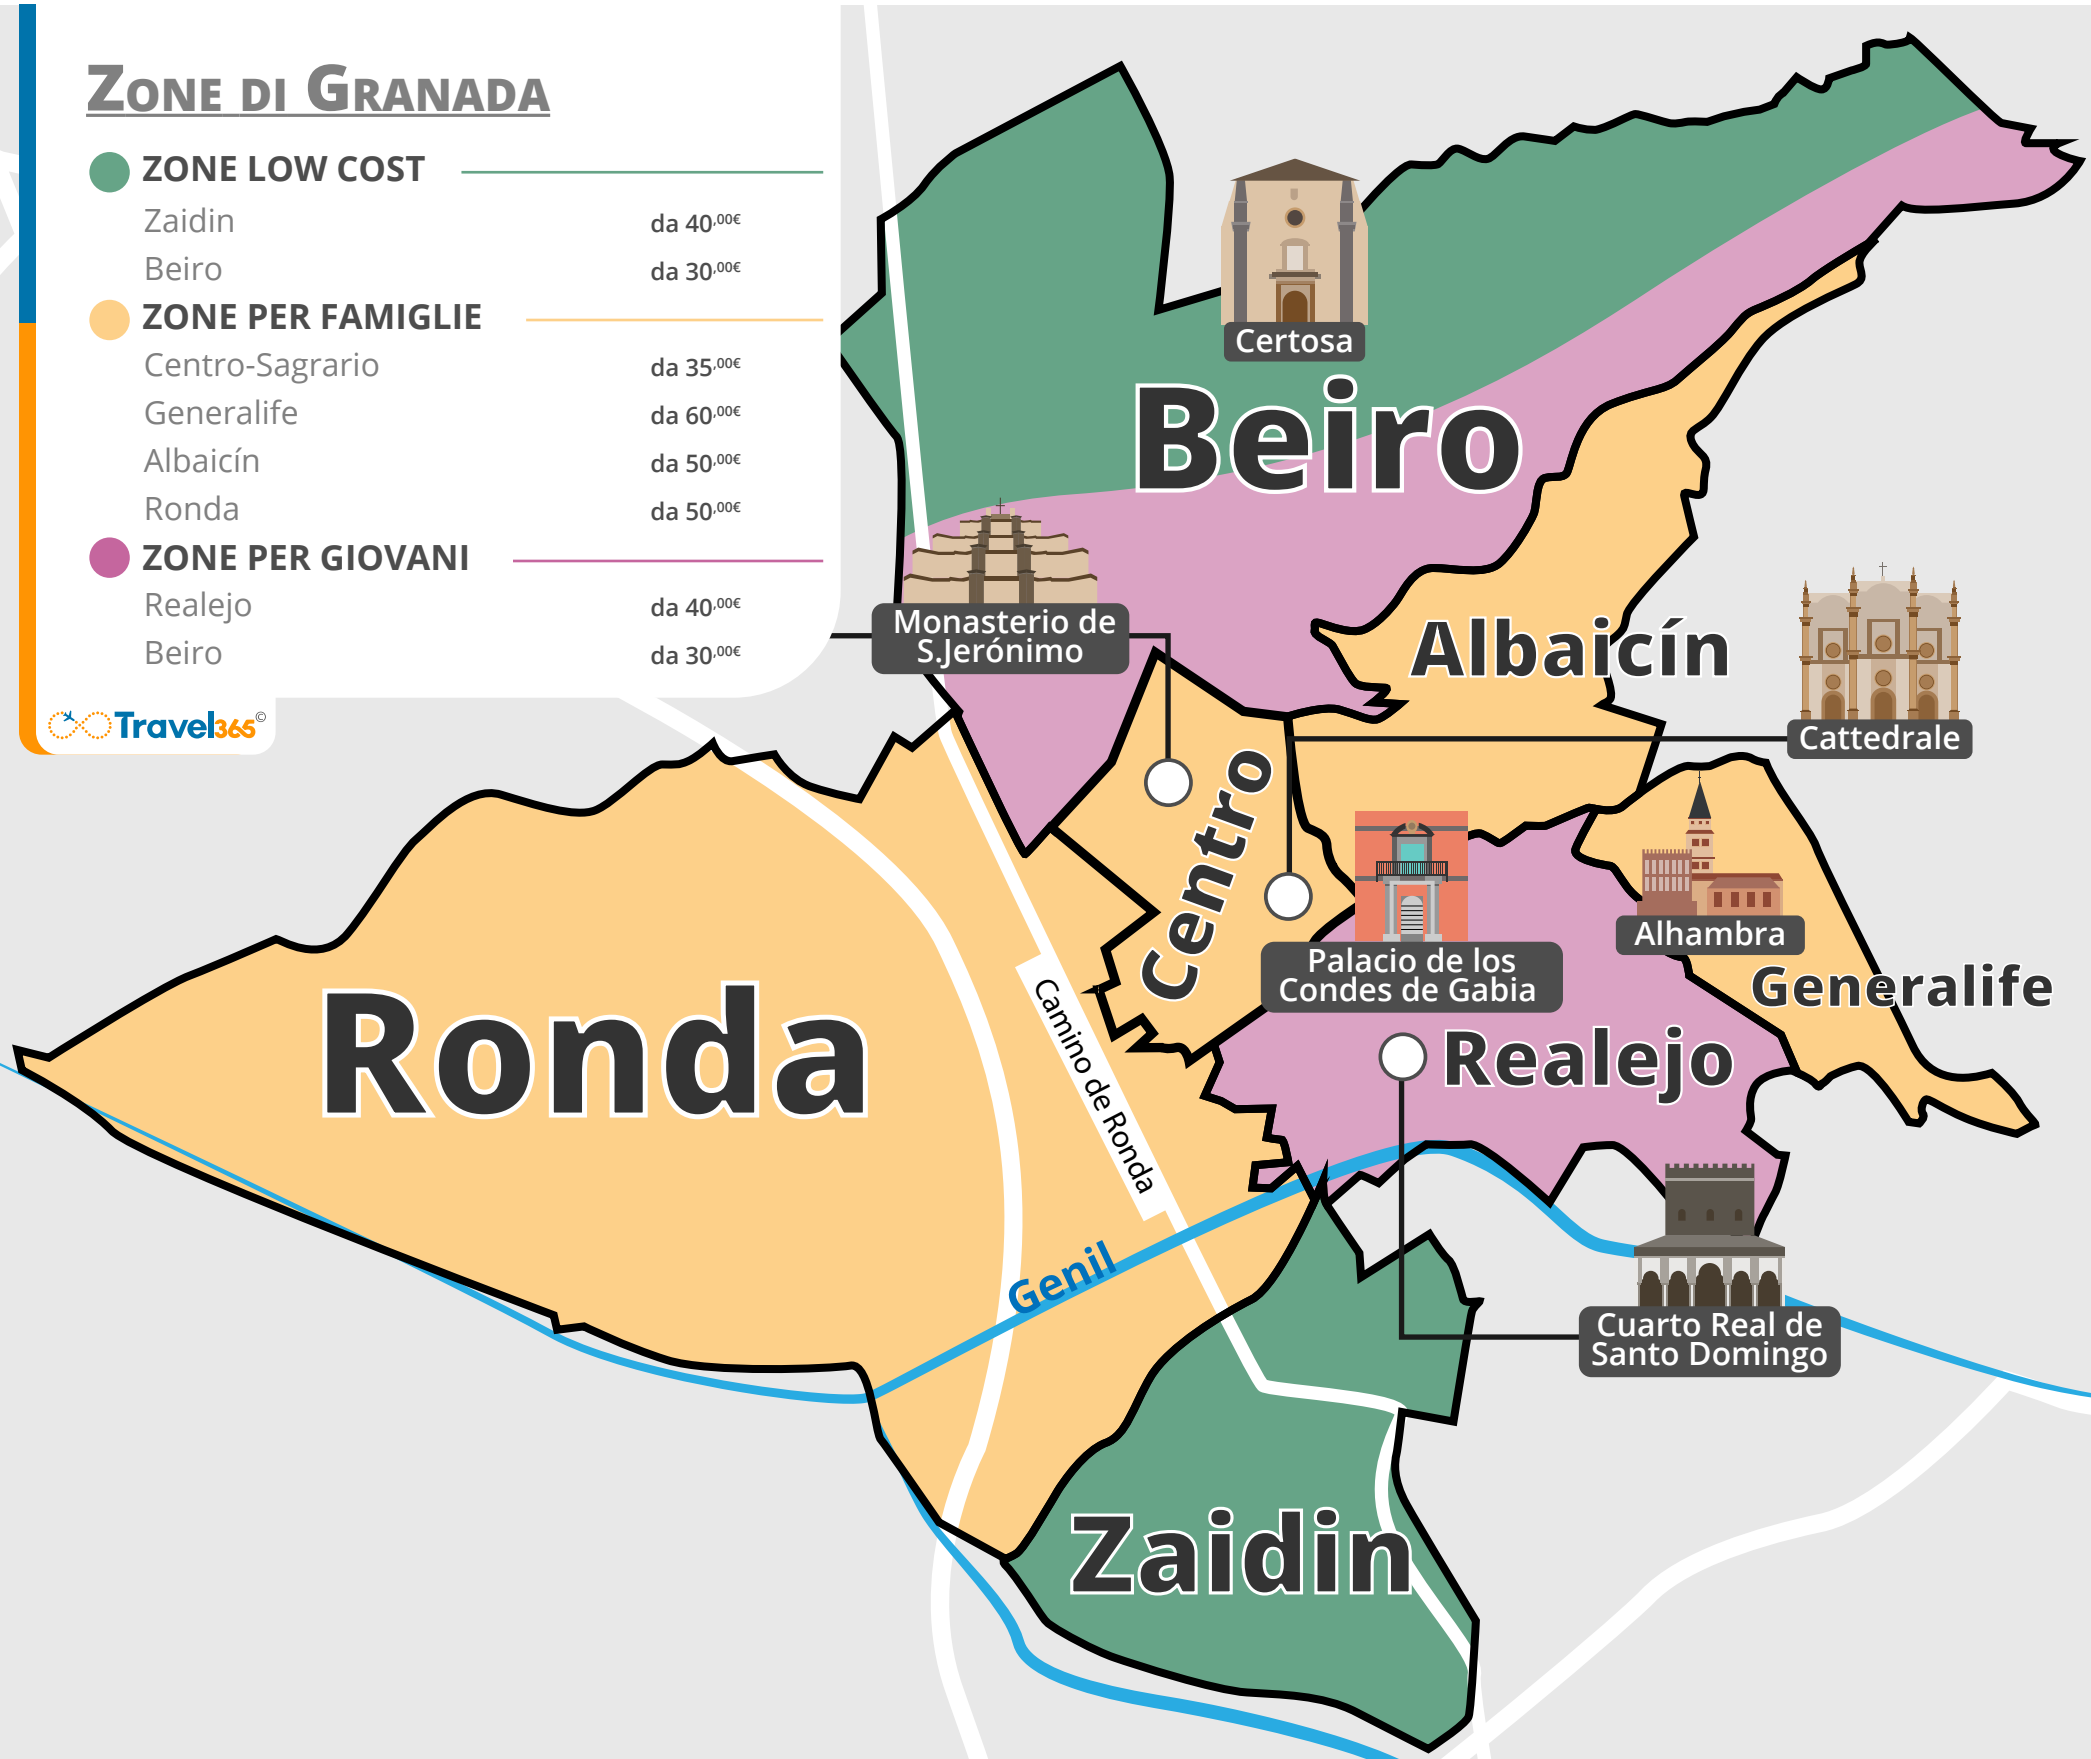 Zone di Granada
ZONE LOW COST
Zaidin da 40,00€
Beiro da 30,00€
ZONE PER FAMIGLIE
Centro-Sagrario da 35,00€
Generalife da 60,00€
Albaicín da 50,00€
Ronda da 50,00€
ZONE PER GIOVANI
Realejo da 40,00€
Beiro da 30,00€
Travel365©
Certosa
Beiro
Monasterio de
S.Jerónimo
Albaicín
Cattedrale
Centro
Palacio de los
Condes de Gabia
Alhambra
Generalife
Ronda
Camino de Ronda
Realejo
Genil
Cuarto Real de
Santo Domingo
Zaidin